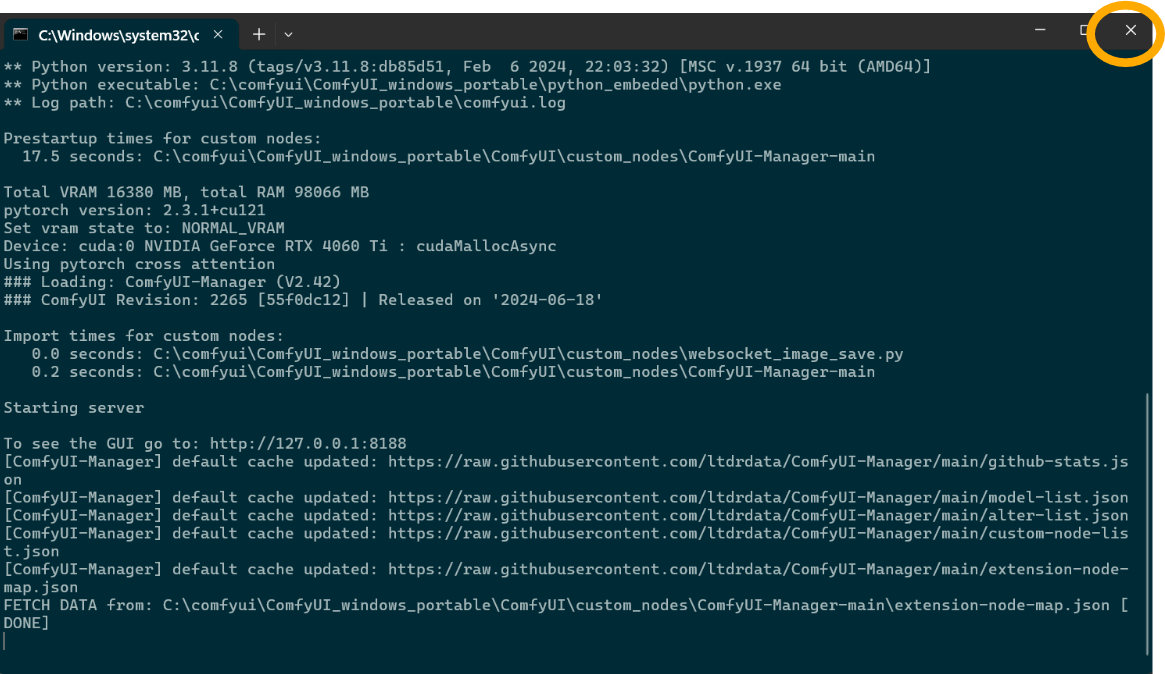 C:\Windows\system32\c
** Python version: 3.11.8 (tags/v3.11.8:db85d51, Feb  6 2024, 22:03:32) [MSC v.1937 64 bit (AMD64)]
** Python executable: C:\comfyui\ComfyUI_windows_portable\python_embeded\python.exe
** Log path: C:\comfyui\ComfyUI_windows_portable\comfyui.log
Prestartup times for custom nodes:
17.5 seconds: C:\comfyui\ComfyUI_windows_portable\ComfyUI\custom_nodes\ComfyUI-Manager-main
Total VRAM 16380 MB, total RAM 98066 MB
pytorch version: 2.3.1+cu121
Set vram state to: NORMAL_VRAM
Device: cuda:0 NVIDIA GeForce RTX 4060 Ti : cudaMallocAsync
Using pytorch cross attention
### Loading: ComfyUI-Manager (V2.42)
### ComfyUI Revision: 2265 [55f0dc12] | Released on '2024-06-18'
Import times for custom nodes:
0.0 seconds: C:\comfyui\ComfyUI_windows_portable\ComfyUI\custom_nodes\websocket_image_save.py
0.2 seconds: C:\comfyui\ComfyUI_windows_portable\ComfyUI\custom_nodes\ComfyUI-Manager-main
Starting server
To see the GUI go to: http://127.0.0.1:8188
[ComfyUI-Manager] default cache updated: https://raw.githubusercontent.com/ltdrdata/ComfyUI-Manager/main/github-stats.js
on
[ComfyUI-Manager] default cache updated: https://raw.githubusercontent.com/ltdrdata/ComfyUI-Manager/main/model-list.json
[ComfyUI-Manager] default cache updated: https://raw.githubusercontent.com/ltdrdata/ComfyUI-Manager/main/alter-list.json
[ComfyUI-Manager] default cache updated: https://raw.githubusercontent.com/ltdrdata/ComfyUI-Manager/main/custom-node-lis
t.json
[ComfyUI-Manager] default cache updated: https://raw.githubusercontent.com/ltdrdata/ComfyUI-Manager/main/extension-node-
map.json
FETCH DATA from: C:\comfyui\ComfyUI_windows_portable\ComfyUI\custom_nodes\ComfyUI-Manager-main\extension-node-map.json [
DONE]